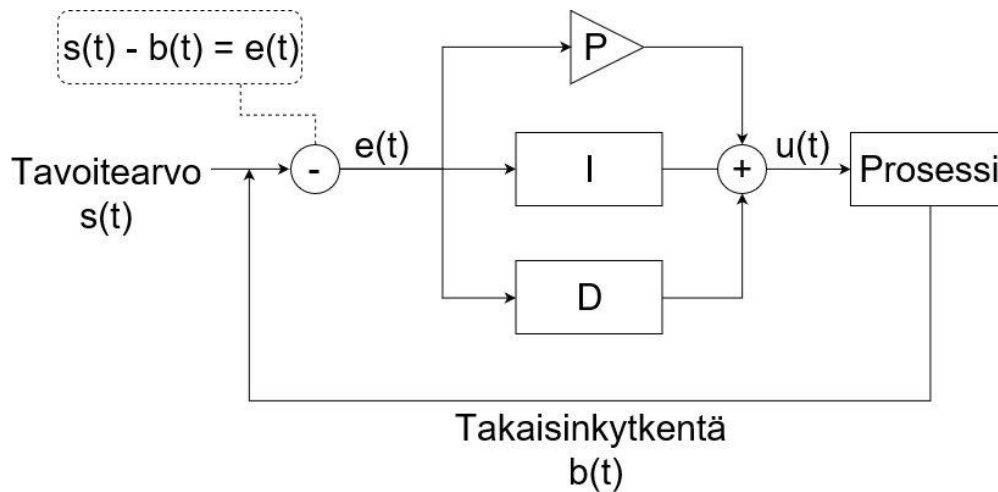 s(t) - b(t) = e(t)
P
Tavoitearvo
s(t)
-
e(t)
I
+
u(t)
Prosessi
D
Takaisinkytkentä
b(t)